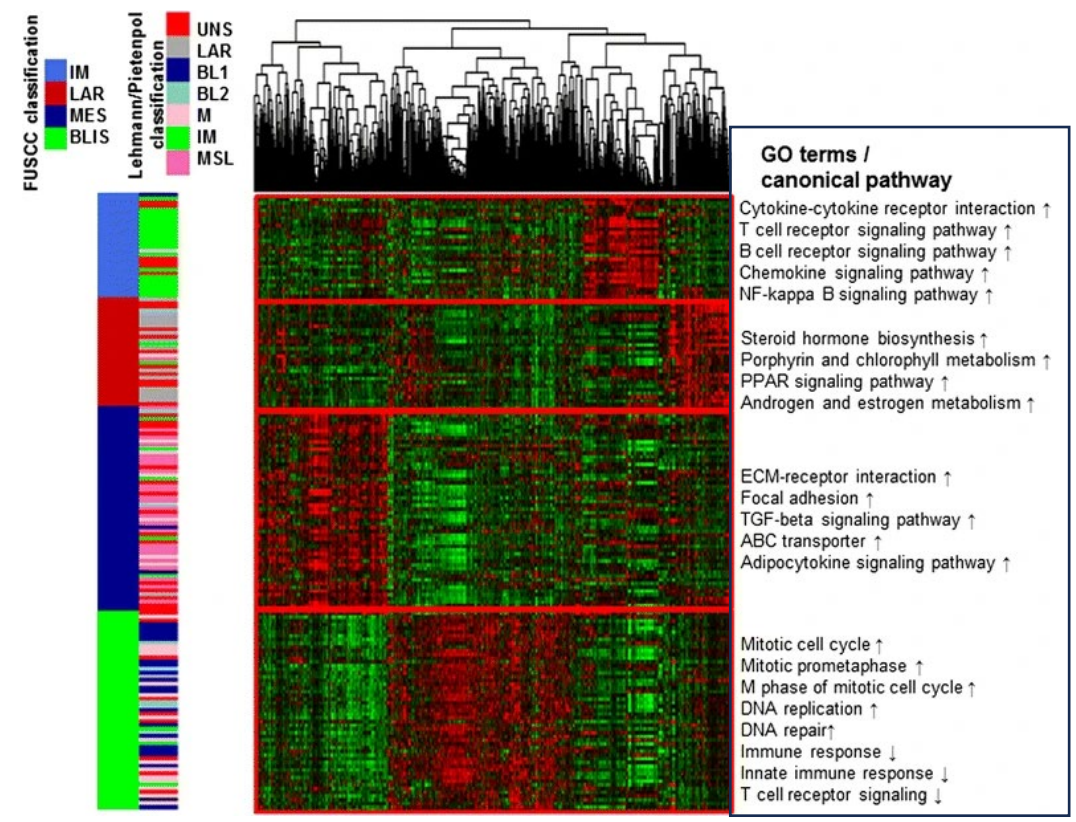 FUSCC classification
IM
LAR
MES
BLIS
Lehmann/Pietenpol
classification
UNS
LAR
BL1
BL2
M
IM
MSL
GO terms /
canonical pathway
Cytokine-cytokine receptor interaction ↑
T cell receptor signaling pathway ↑
B cell receptor signaling pathway ↑
Chemokine signaling pathway ↑
NF-kappa B signaling pathway ↑
Steroid hormone biosynthesis ↑
Porphyrin and chlorophyll metabolism ↑
PPAR signaling pathway ↑
Androgen and estrogen metabolism ↑
ECM-receptor interaction ↑
Focal adhesion ↑
TGF-beta signaling pathway ↑
ABC transporter ↑
Adipocytokine signaling pathway ↑
Mitotic cell cycle ↑
Mitotic prometaphase ↑
M phase of mitotic cell cycle ↑
DNA replication ↑
DNA repair↑
Immune response ↓
Innate immune response ↓
T cell receptor signaling ↓